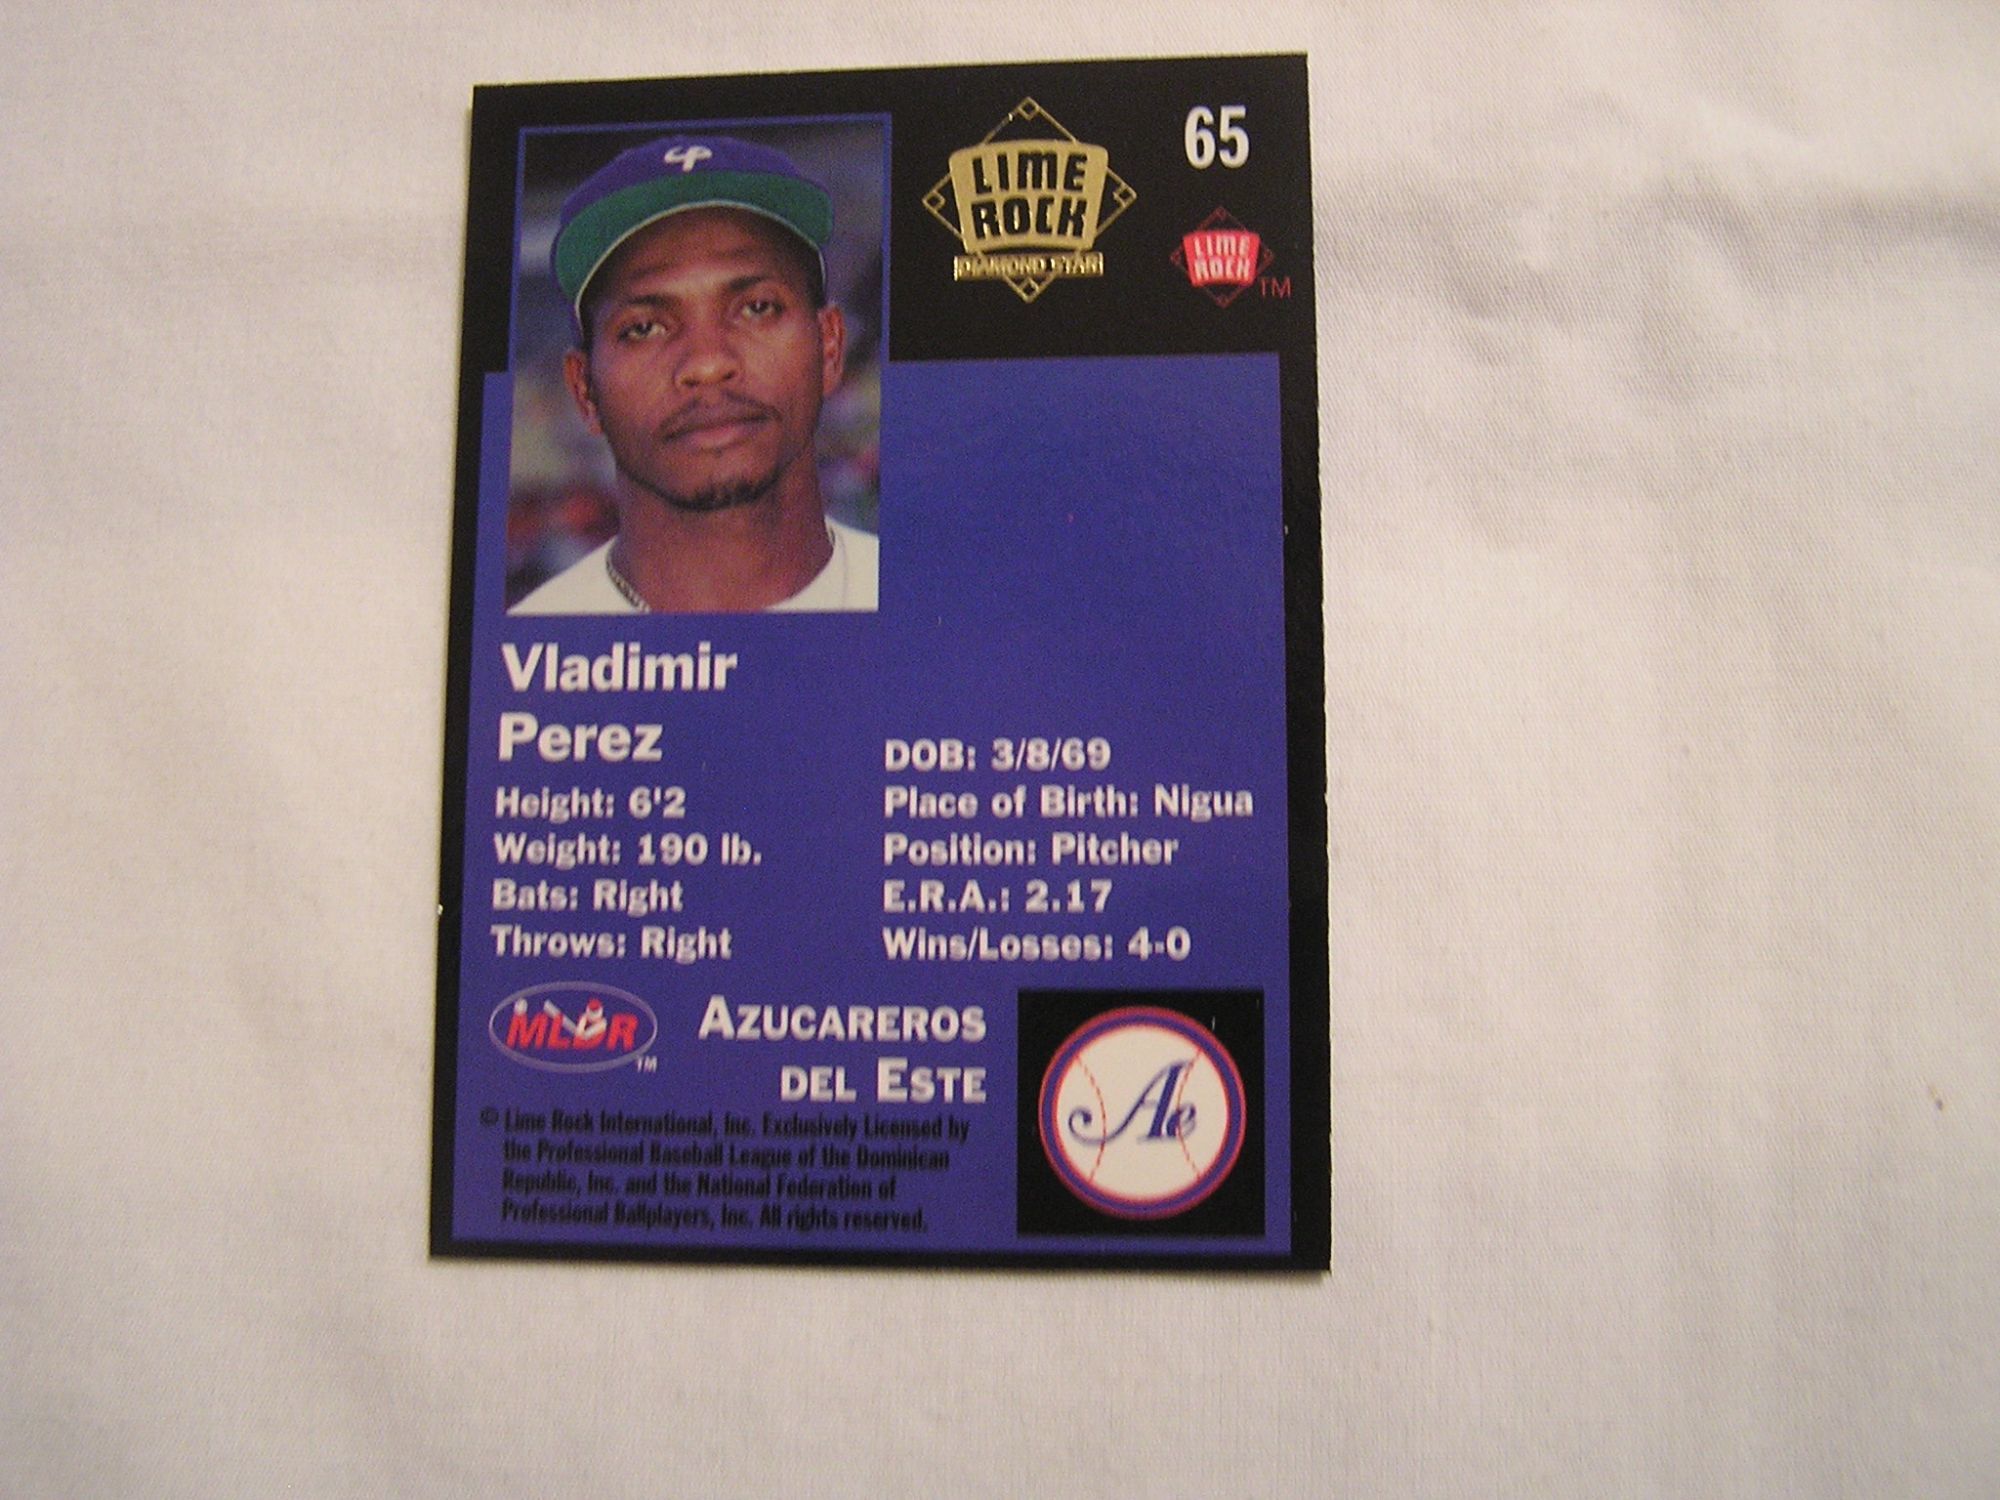 65
LIME
ROCK
DIAMOND STAR
LIME
ROCK
TM
Vladimir
Perez
Height: 6'2
Weight: 190 lb.
Bats: Right
Throws: Right
DOB: 3/8/69
Place of Birth: Nigua
Position: Pitcher
E.R.A.: 2.17
Wins/Losses: 4-0
MLBR
TM
AZUCAREROS
DEL ESTE
Ae
© Lime Rock International, Inc. Exclusively Licensed by
the Professional Baseball League of the Dominican
Republic, Inc. and the National Federation of
Professional Ballplayers, Inc. All rights reserved.